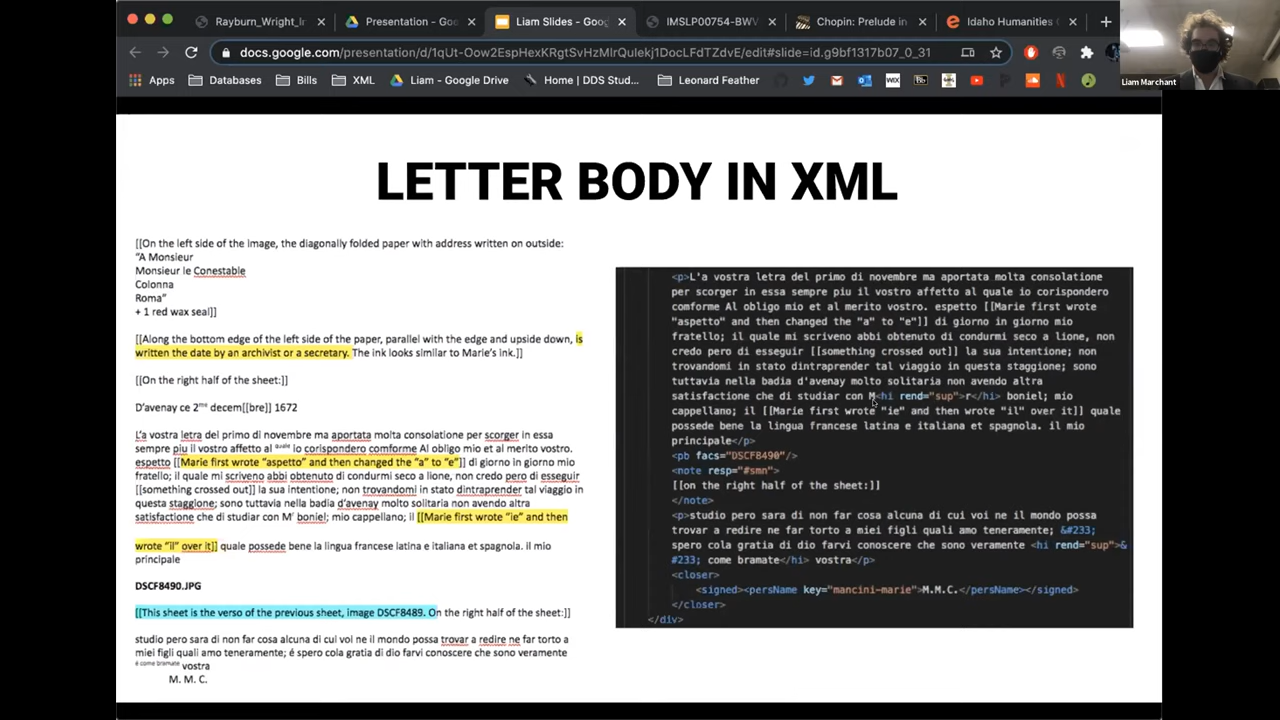 Rayburn_Wright_In
Presentation - Goo
Liam Slides - Goog
IMSLP00754-BWV
Chopin: Prelude in
Idaho Humanities C
docs.google.com/presentation/d/1qUt-Oow2EspHexKRgtSvHzMlrQulekj1DocLFdTZdvE/edit#slide=id.g9bf1317b07_0_31
Apps
Databases
Bills
XML
Liam - Google Drive
Home | DDS Stud...
Leonard Feather
WIX
Liam Marchant
LETTER BODY IN XML
[[On the left side of the image, the diagonally folded paper with address written on outside:
"A Monsieur
Monsieur le Conestable
Colonna
Roma"
+ 1 red wax seal]]
[[Along the bottom edge of the left side of the paper, parallel with the edge and upside down, is
written the date by an archivist or a secretary. The ink looks similar to Marie's ink.]]
[[On the right half of the sheet:]]
D'avenay ce 2me decem[[bre]] 1672
L'a vostra letra del primo di novembre ma aportata molta consolatione per scorger in essa
sempre piu il vostro affetto al quale io corispondero comforme Al obligo mio et al merito vostro.
espetto [[Marie first wrote "aspetto" and then changed the "a" to "e"]] di giorno in giorno mio
fratello; il quale mi scriveno abbi obtenuto di condurmi seco a lione, non credo pero di esseguir
[[something crossed out]] la sua intentione; non trovandomi in stato dintraprender tal viaggio in
questa staggione; sono tuttavia nella badia d'avenay molto solitaria non avendo altra
satisfactione che di studiar con Mr boniel; mio cappellano; il [[Marie first wrote "ie" and then
wrote "il" over it]] quale possede bene la lingua francese latina e italiana et spagnola. il mio
principale
DSCF8490.JPG
[[This sheet is the verso of the previous sheet, image DSCF8489. On the right half of the sheet:]]
studio pero sara di non far cosa alcuna di cui voi ne il mondo possa trovar a redire ne far torto a
miei figli quali amo teneramente; é spero cola gratia di dio farvi conoscere che sono veramente
é come bramate vostra
M. M. C.
<p>L'a vostra letra del primo di novembre ma aportata molta consolatione
per scorger in essa sempre piu il vostro affetto al quale io corispondero
comforme Al obligo mio et al merito vostro. espetto [[Marie first wrote
"aspetto" and then changed the "a" to "e"]] di giorno in giorno mio
fratello; il quale mi scriveno abbi obtenuto di condurmi seco a lione, non
credo pero di esseguir [[something crossed out]] la sua intentione; non
trovandomi in stato dintraprender tal viaggio in questa staggione; sono
tuttavia nella badia d'avenay molto solitaria non avendo altra
satisfactione che di studiar con M<hi rend="sup">r</hi> boniel; mio
cappellano; il [[Marie first wrote "ie" and then wrote "il" over it]] quale
possede bene la lingua francese latina e italiana et spagnola. il mio
principale</p>
<pb facs="DSCF8490"/>
<note resp="#smn">
[[on the right half of the sheet:]]
</note>
<p>studio pero sara di non far cosa alcuna di cui voi ne il mondo possa
trovar a redire ne far torto a miei figli quali amo teneramente; &#233;
spero cola gratia di dio farvi conoscere che sono veramente <hi rend="sup">&
#233; come bramate</hi> vostra</p>
<closer>
<signed><persName key="mancini-marie">M.M.C.</persName></signed>
</closer>
</div>